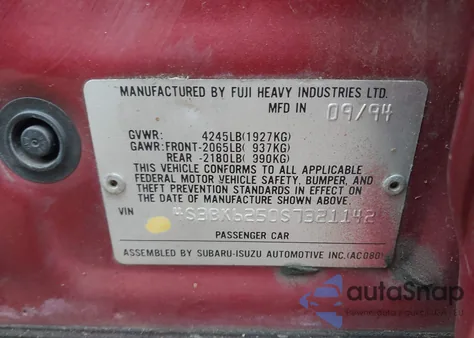 MANUFACTURED BY FUJI HEAVY INDUSTRIES LTD.
MFD IN 09/94
GVWR: 4245LB(1927KG)
GAWR: FRONT-2065LB( 937KG)
REAR -2180LB( 990KG)
THIS VEHICLE CONFORMS TO ALL APPLICABLE
FEDERAL MOTOR VEHICLE SAFETY, BUMPER, AND
THEFT PREVENTION STANDARDS IN EFFECT ON
THE DATE OF MANUFACTURE SHOWN ABOVE
VIN 4S3BK6250S7321142
PASSENGER CAR
ASSEMBLED BY SUBARU-ISUZU AUTOMOTIVE INC.(AC080)
autoSnap